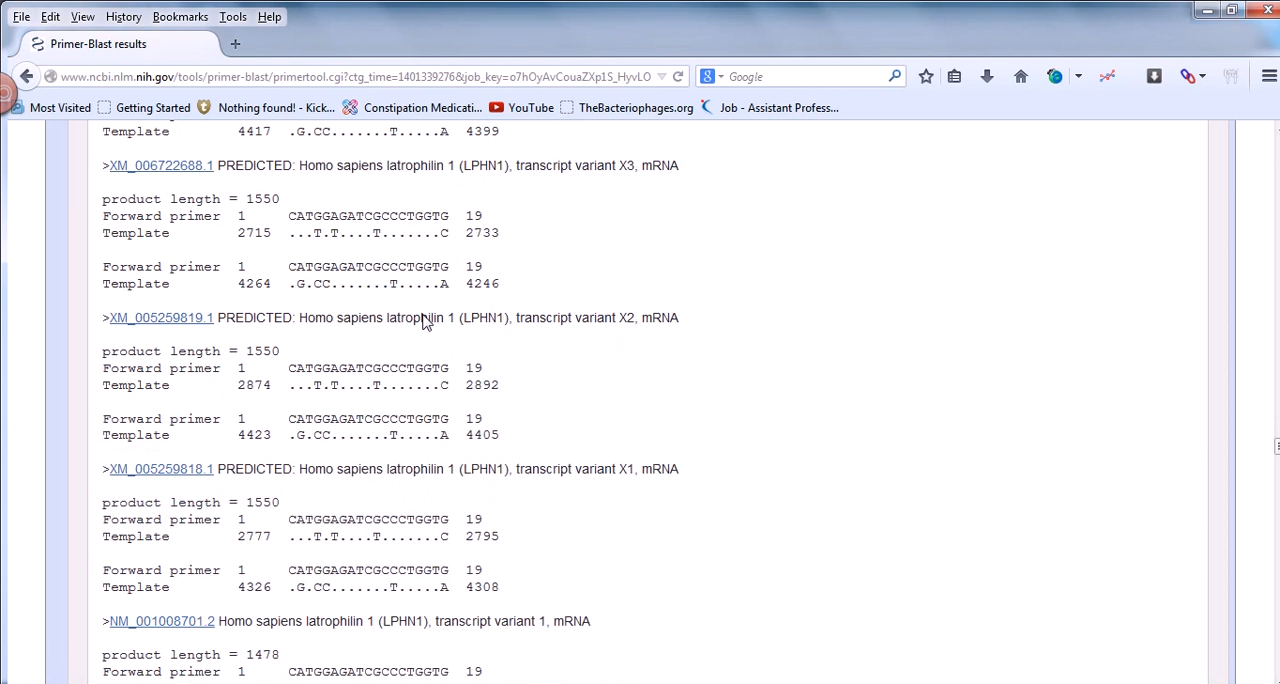 File Edit View History Bookmarks Tools Help
Primer-Blast results
www.ncbi.nlm.nih.gov/tools/primer-blast/primertool.cgi?ctg_time=1401339276&job_key=o7hOyAvCouaZXp1S_HyvLO
Google
Most Visited Getting Started Nothing found! - Kick... Constipation Medicati... YouTube TheBacteriophages.org Job - Assistant Profes...
Template 4417 .G.CC.......T.....A 4399
>XM_006722688.1 PREDICTED: Homo sapiens latrophilin 1 (LPHN1), transcript variant X3, mRNA
product length = 1550
Forward primer 1 CATGGAGATCGCCCTGGTG 19
Template 2715 ...T.T....T.......C 2733
Forward primer 1 CATGGAGATCGCCCTGGTG 19
Template 4264 .G.CC.......T.....A 4246
>XM_005259819.1 PREDICTED: Homo sapiens latrophilin 1 (LPHN1), transcript variant X2, mRNA
product length = 1550
Forward primer 1 CATGGAGATCGCCCTGGTG 19
Template 2874 ...T.T....T.......C 2892
Forward primer 1 CATGGAGATCGCCCTGGTG 19
Template 4423 .G.CC.......T.....A 4405
>XM_005259818.1 PREDICTED: Homo sapiens latrophilin 1 (LPHN1), transcript variant X1, mRNA
product length = 1550
Forward primer 1 CATGGAGATCGCCCTGGTG 19
Template 2777 ...T.T....T.......C 2795
Forward primer 1 CATGGAGATCGCCCTGGTG 19
Template 4326 .G.CC.......T.....A 4308
>NM_001008701.2 Homo sapiens latrophilin 1 (LPHN1), transcript variant 1, mRNA
product length = 1478
Forward primer 1 CATGGAGATCGCCCTGGTG 19